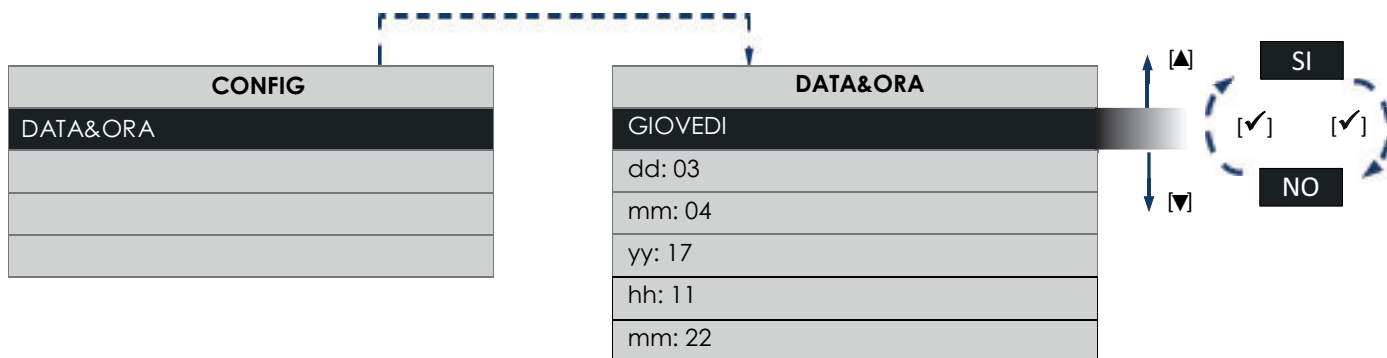 CONFIG
DATA&ORA
DATA&ORA
GIOVEDI
dd: 03
mm: 04
yy: 17
hh: 11
mm: 22
[▲]
[▼]
SI
[✓] [✓]
NO